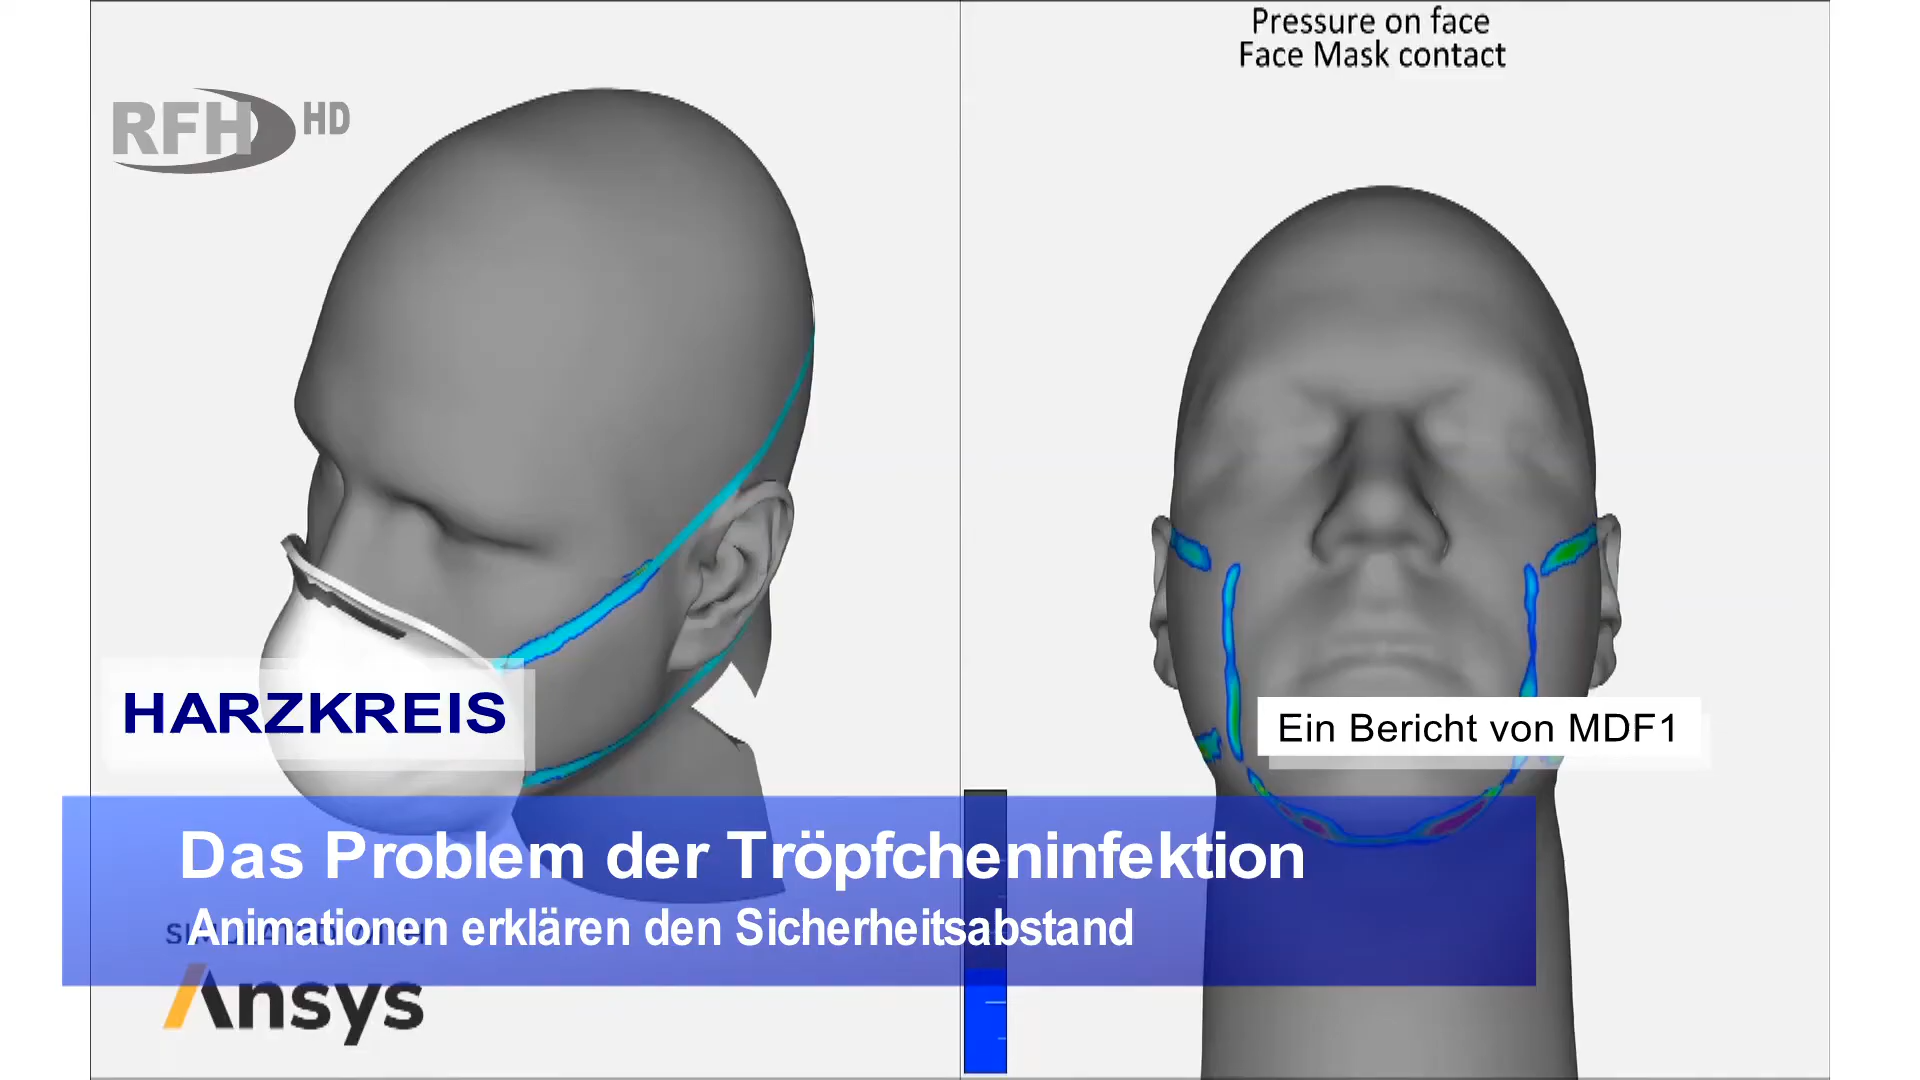 Pressure on face
Face Mask contact
RFH HD
HARZKREIS
Ein Bericht von MDF1
Das Problem der Tröpfcheninfektion
Animationen erklären den Sicherheitsabstand
Ansys